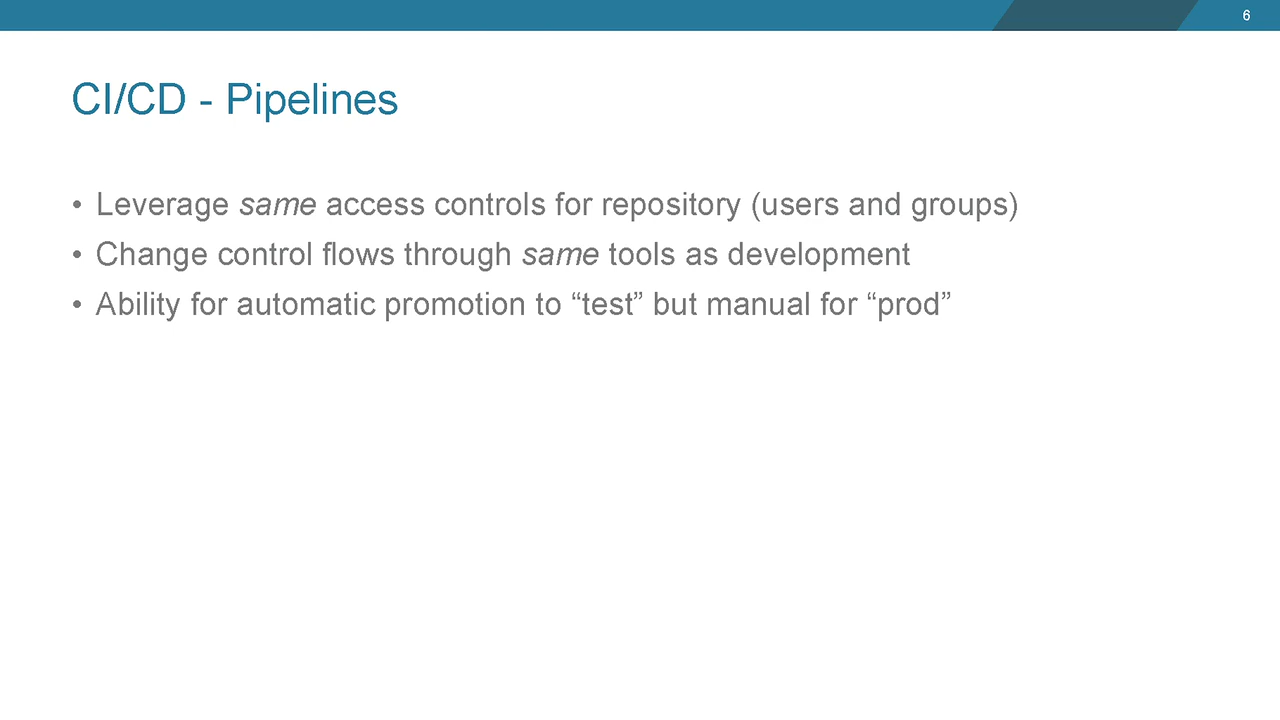 6
CI/CD - Pipelines
• Leverage same access controls for repository (users and groups)
• Change control flows through same tools as development
• Ability for automatic promotion to “test” but manual for “prod”